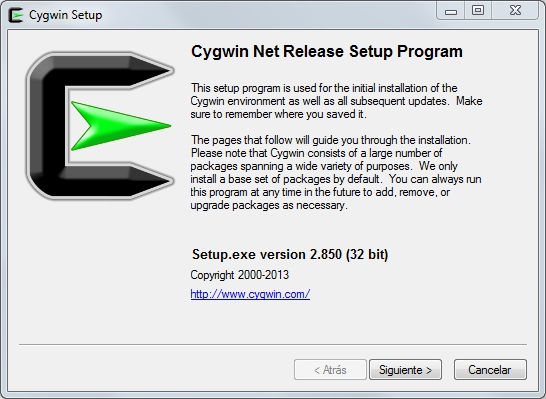 Cygwin Setup
Cygwin Net Release Setup Program
This setup program is used for the initial installation of the
Cygwin environment as well as all subsequent updates.  Make
sure to remember where you saved it.
The pages that follow will guide you through the installation.
Please note that Cygwin consists of a large number of
packages spanning a wide variety of purposes.  We only
install a base set of packages by default.  You can always run
this program at any time in the future to add, remove, or
upgrade packages as necessary.
Setup.exe version 2.850 (32 bit)
Copyright 2000-2013
http://www.cygwin.com/
< Atrás Siguiente > Cancelar